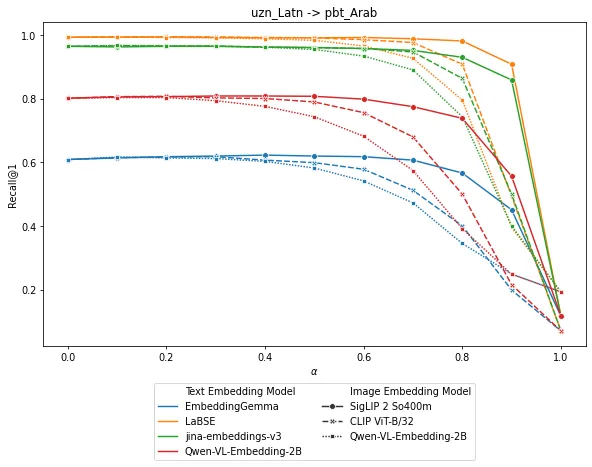 uzn_Latn -> pbt_Arab
Recall@1
1.0
0.8
0.6
0.4
0.2
0.0 0.2 0.4 0.6 0.8 1.0
α
Text Embedding Model Image Embedding Model
EmbeddingGemma SigLIP 2 So400m
LaBSE CLIP ViT-B/32
jina-embeddings-v3 Qwen-VL-Embedding-2B
Qwen-VL-Embedding-2B